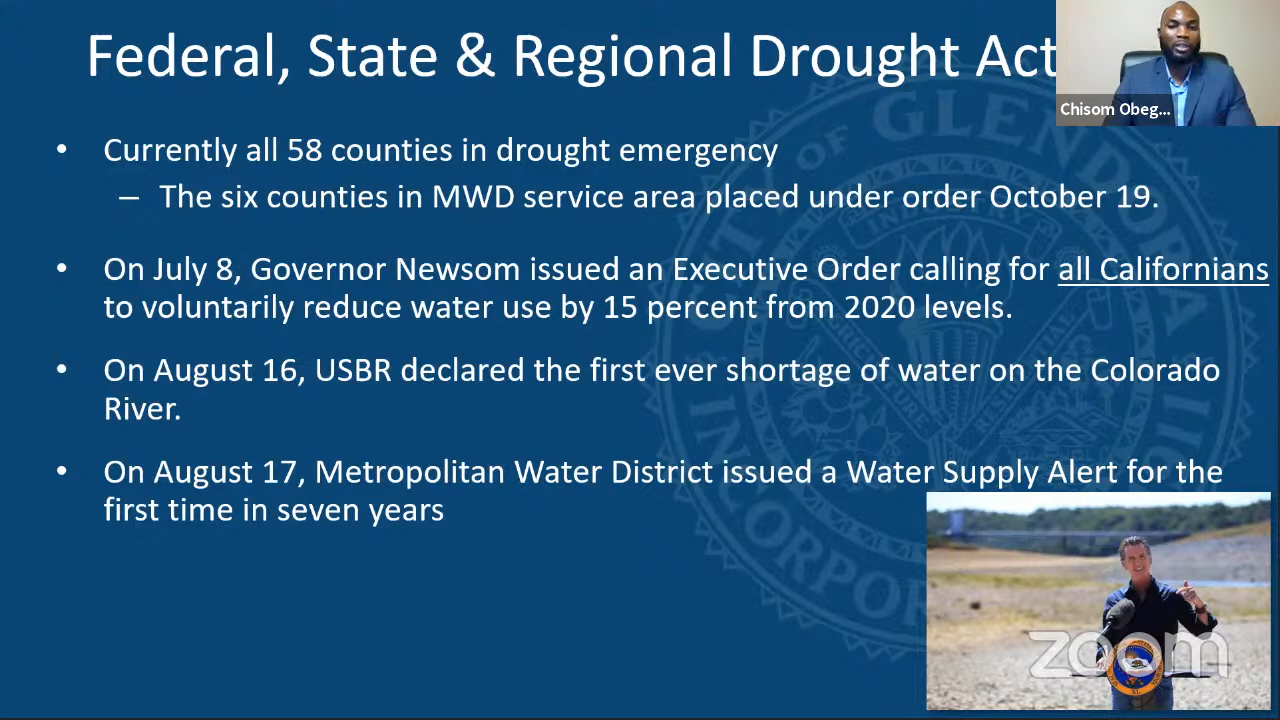 Federal, State & Regional Drought Act
Chisom Obeg...
• Currently all 58 counties in drought emergency
– The six counties in MWD service area placed under order October 19.
• On July 8, Governor Newsom issued an Executive Order calling for all Californians
to voluntarily reduce water use by 15 percent from 2020 levels.
• On August 16, USBR declared the first ever shortage of water on the Colorado
River.
• On August 17, Metropolitan Water District issued a Water Supply Alert for the
first time in seven years
CITY OF GLENDORA
zoom